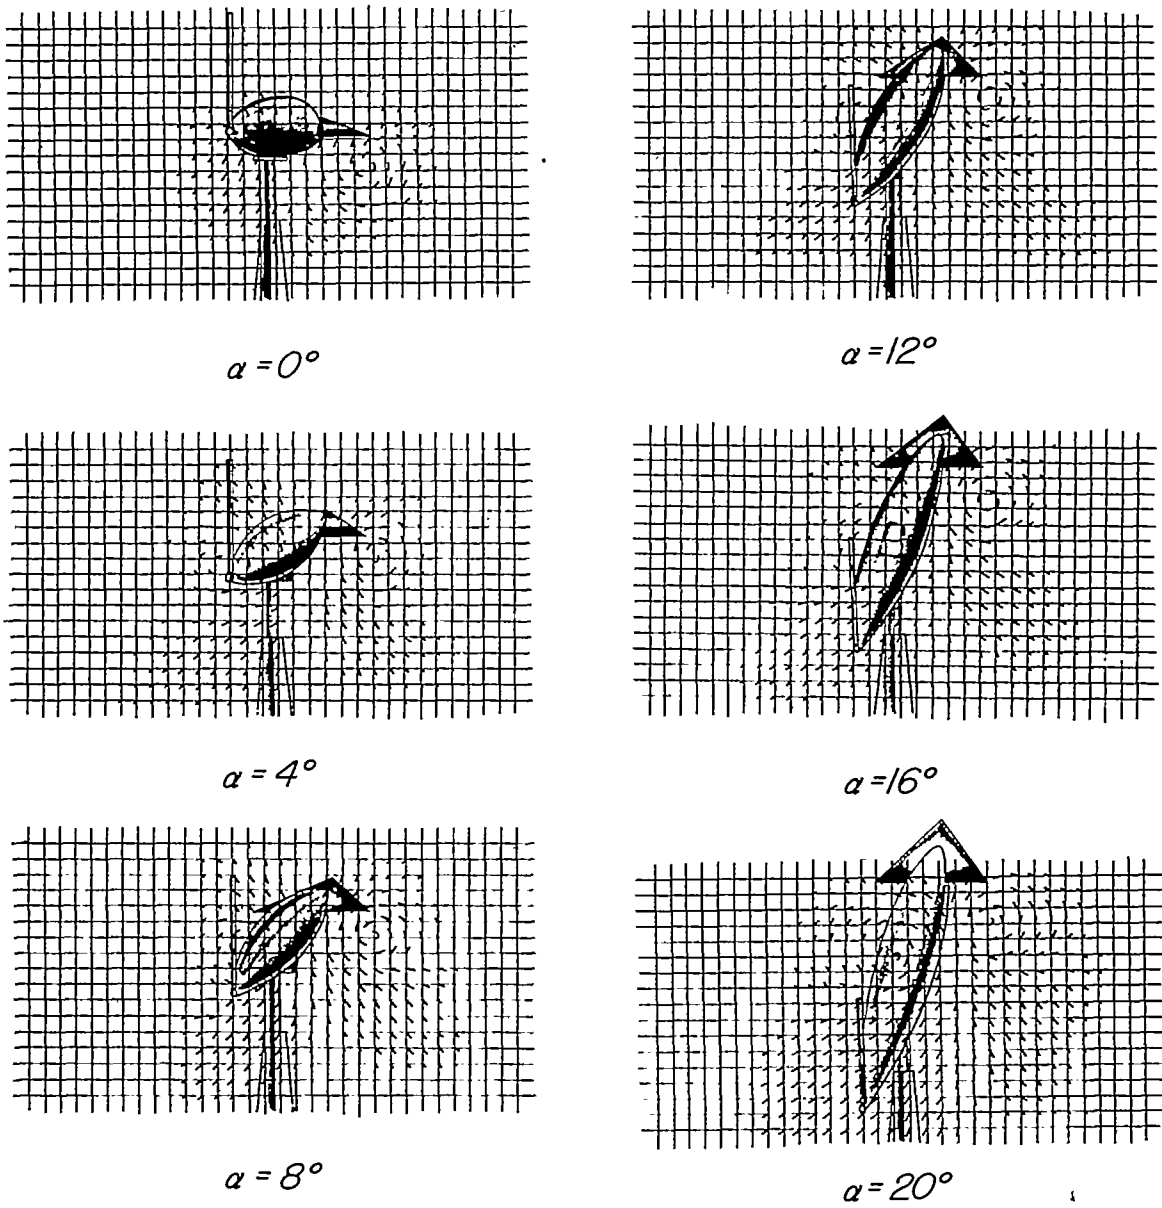 α = 0°
α = 4°
α = 8°
α = 12°
α = 16°
α = 20°